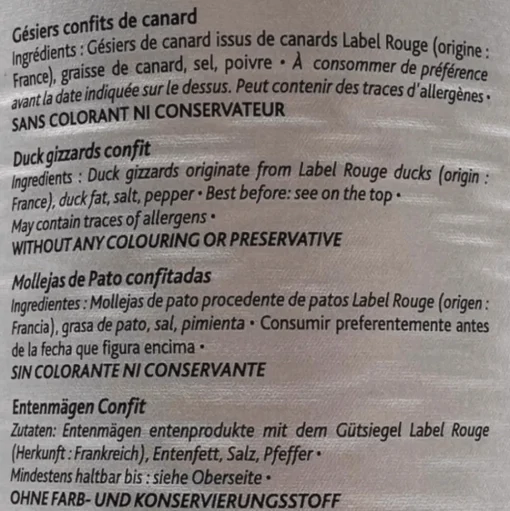 Gésiers confits de canard
Ingrédients : Gésiers de canard issus de canards Label Rouge (origine :
France), graisse de canard, sel, poivre • À consommer de préférence
avant la date indiquée sur le dessus. Peut contenir des traces d'allergènes •
SANS COLORANT NI CONSERVATEUR
Duck gizzards confit
Ingredients : Duck gizzards originate from Label Rouge ducks (origin :
France), duck fat, salt, pepper • Best before: see on the top •
May contain traces of allergens •
WITHOUT ANY COLOURING OR PRESERVATIVE
Mollejas de Pato confitadas
Ingredientes : Mollejas de pato procedente de patos Label Rouge (origen :
Francia), grasa de pato, sal, pimienta • Consumir preferentemente antes
de la fecha que figura encima •
SIN COLORANTE NI CONSERVANTE
Entenmägen Confit
Zutaten: Entenmägen entenprodukte mit dem Gütsiegel Label Rouge
(Herkunft : Frankreich), Entenfett, Salz, Pfeffer •
Mindestens haltbar bis : siehe Oberseite •
OHNE FARB- UND KONSERVIERUNGSSTOFF